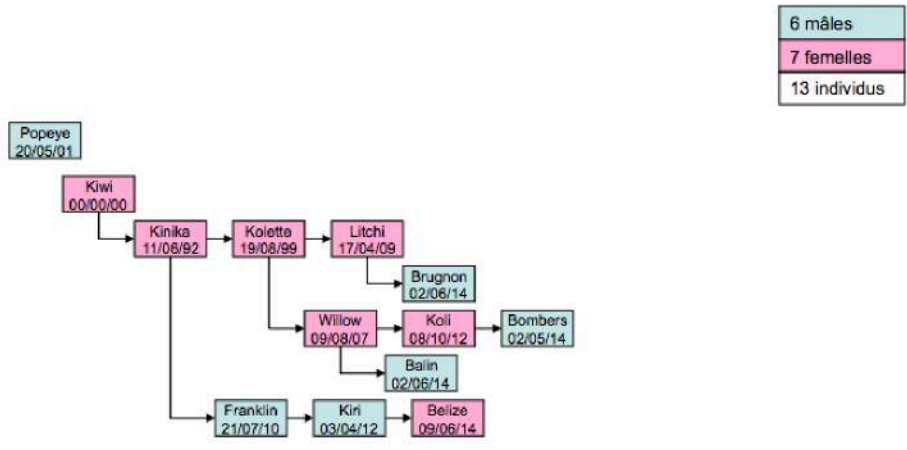 6 mâles
7 femelles
13 individus
Popeye
20/05/01
Kiwi
00/00/00
Kinika
11/06/92
Kolette
19/08/99
Litchi
17/04/09
Brugnon
02/06/14
Willow
09/08/07
Koli
08/10/12
Bombers
02/05/14
Balin
02/06/14
Franklin
21/07/10
Kiri
03/04/12
Belize
09/06/14